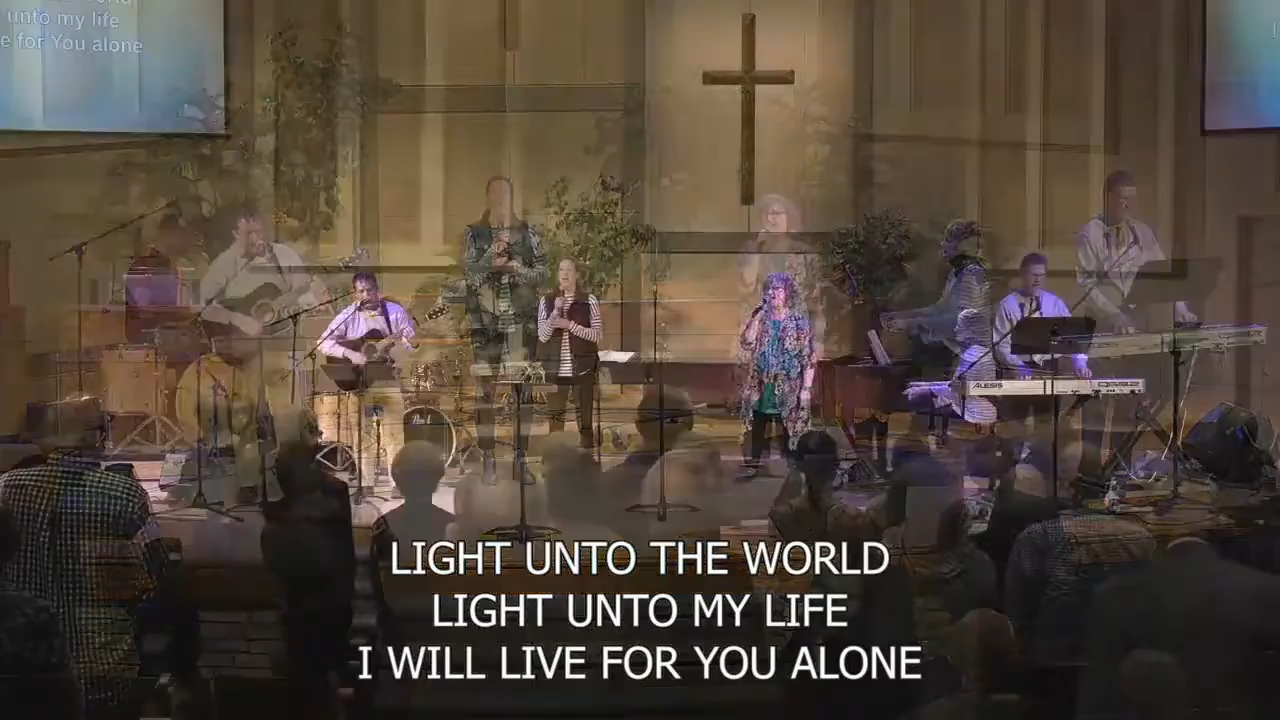 unto my life
e for You alone
ALESIS
LIGHT UNTO THE WORLD
LIGHT UNTO MY LIFE
I WILL LIVE FOR YOU ALONE